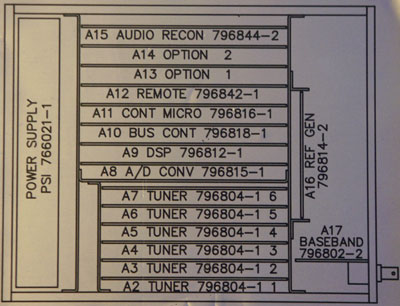 POWER SUPPLY
PSI 766021-1
A15 AUDIO RECON 796844-2
A14 OPTION 2
A13 OPTION 1
A12 REMOTE 796842-1
A11 CONT MICRO 796816-1
A10 BUS CONT 796818-1
A9 DSP 796812-1
A8 A/D CONV 796815-1
A7 TUNER 796804-1 6
A6 TUNER 796804-1 5
A5 TUNER 796804-1 4
A4 TUNER 796804-1 3
A3 TUNER 796804-1 2
A2 TUNER 796804-1 1
A16 REF GEN
796814-2
A17
BASEBAND
796802-2